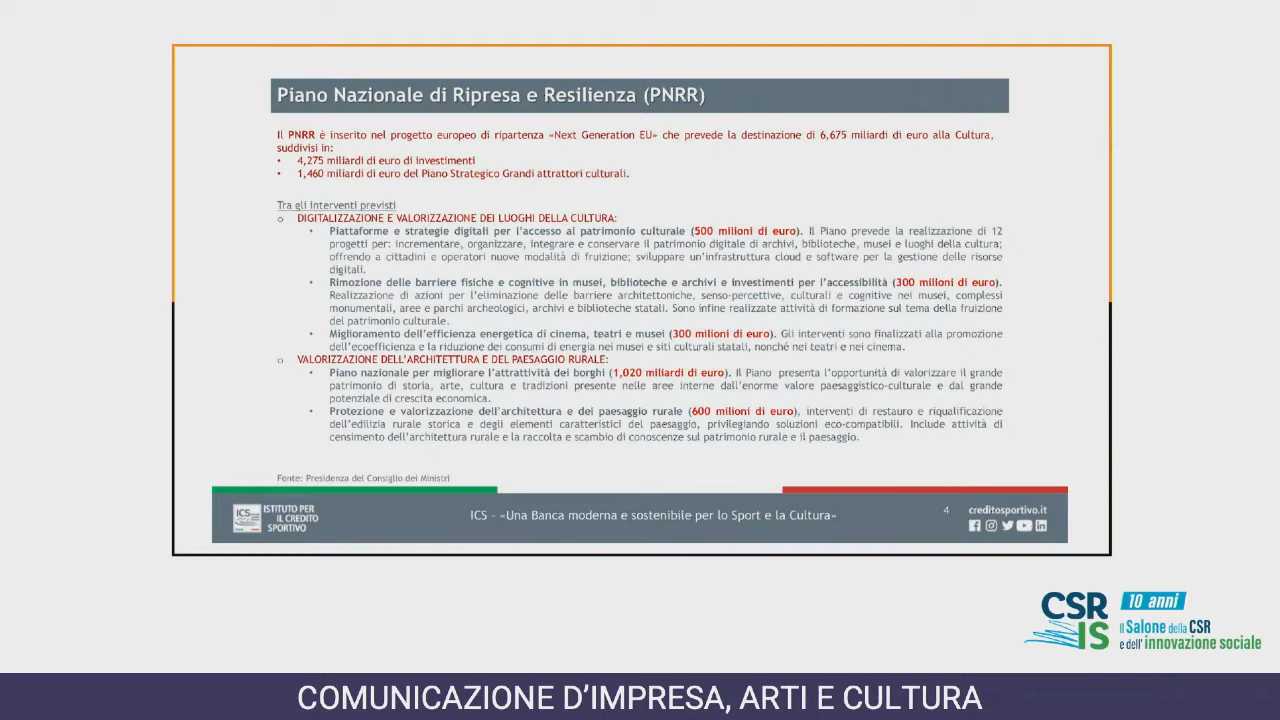 Piano Nazionale di Ripresa e Resilienza (PNRR)
Il PNRR è inserito nel progetto europeo di ripartenza «Next Generation EU» che prevede la destinazione di 6,675 miliardi di euro alla Cultura,
suddivisi in:
• 4,275 miliardi di euro di investimenti
• 1,460 miliardi di euro del Piano Strategico Grandi attrattori culturali.
Tra gli interventi previsti
o DIGITALIZZAZIONE E VALORIZZAZIONE DEI LUOGHI DELLA CULTURA:
• Piattaforme e strategie digitali per l'accesso al patrimonio culturale (500 milioni di euro). Il Piano prevede la realizzazione di 12
progetti per: incrementare, organizzare, integrare e conservare il patrimonio digitale di archivi, biblioteche, musei e luoghi della cultura;
offrendo a cittadini e operatori nuove modalità di fruizione; sviluppare un'infrastruttura cloud e software per la gestione delle risorse
digitali.
• Rimozione delle barriere fisiche e cognitive in musei, biblioteche e archivi e investimenti per l'accessibilità (300 milioni di euro).
Realizzazione di azioni per l'eliminazione delle barriere architettoniche, senso-percettive, culturali e cognitive nei musei, complessi
monumentali, aree e parchi archeologici, archivi e biblioteche statali. Sono infine realizzate attività di formazione sul tema della fruizione
del patrimonio culturale.
• Miglioramento dell'efficienza energetica di cinema, teatri e musei (300 milioni di euro). Gli interventi sono finalizzati alla promozione
dell'ecoefficienza e la riduzione dei consumi di energia nei musei e siti culturali statali, nonché nei teatri e nei cinema.
o VALORIZZAZIONE DELL'ARCHITETTURA E DEL PAESAGGIO RURALE:
• Piano nazionale per migliorare l'attrattività dei borghi (1,020 miliardi di euro). Il Piano presenta l'opportunità di valorizzare il grande
patrimonio di storia, arte, cultura e tradizioni presente nelle aree interne dall'enorme valore paesaggistico-culturale e dal grande
potenziale di crescita economica.
• Protezione e valorizzazione dell'architettura e del paesaggio rurale (600 milioni di euro), interventi di restauro e riqualificazione
dell'edilizia rurale storica e degli elementi caratteristici del paesaggio, privilegiando soluzioni eco-compatibili. Include attività di
censimento dell'architettura rurale e la raccolta e scambio di conoscenze sul patrimonio rurale e il paesaggio.
Fonte: Presidenza del Consiglio dei Ministri
ICS
ISTITUTO PER
IL CREDITO
SPORTIVO
ICS - «Una Banca moderna e sostenibile per lo Sport e la Cultura»
4
creditosportivo.it
CSR
IS
10 anni
Il Salone della CSR
e dell' innovazione sociale
COMUNICAZIONE D'IMPRESA, ARTI E CULTURA